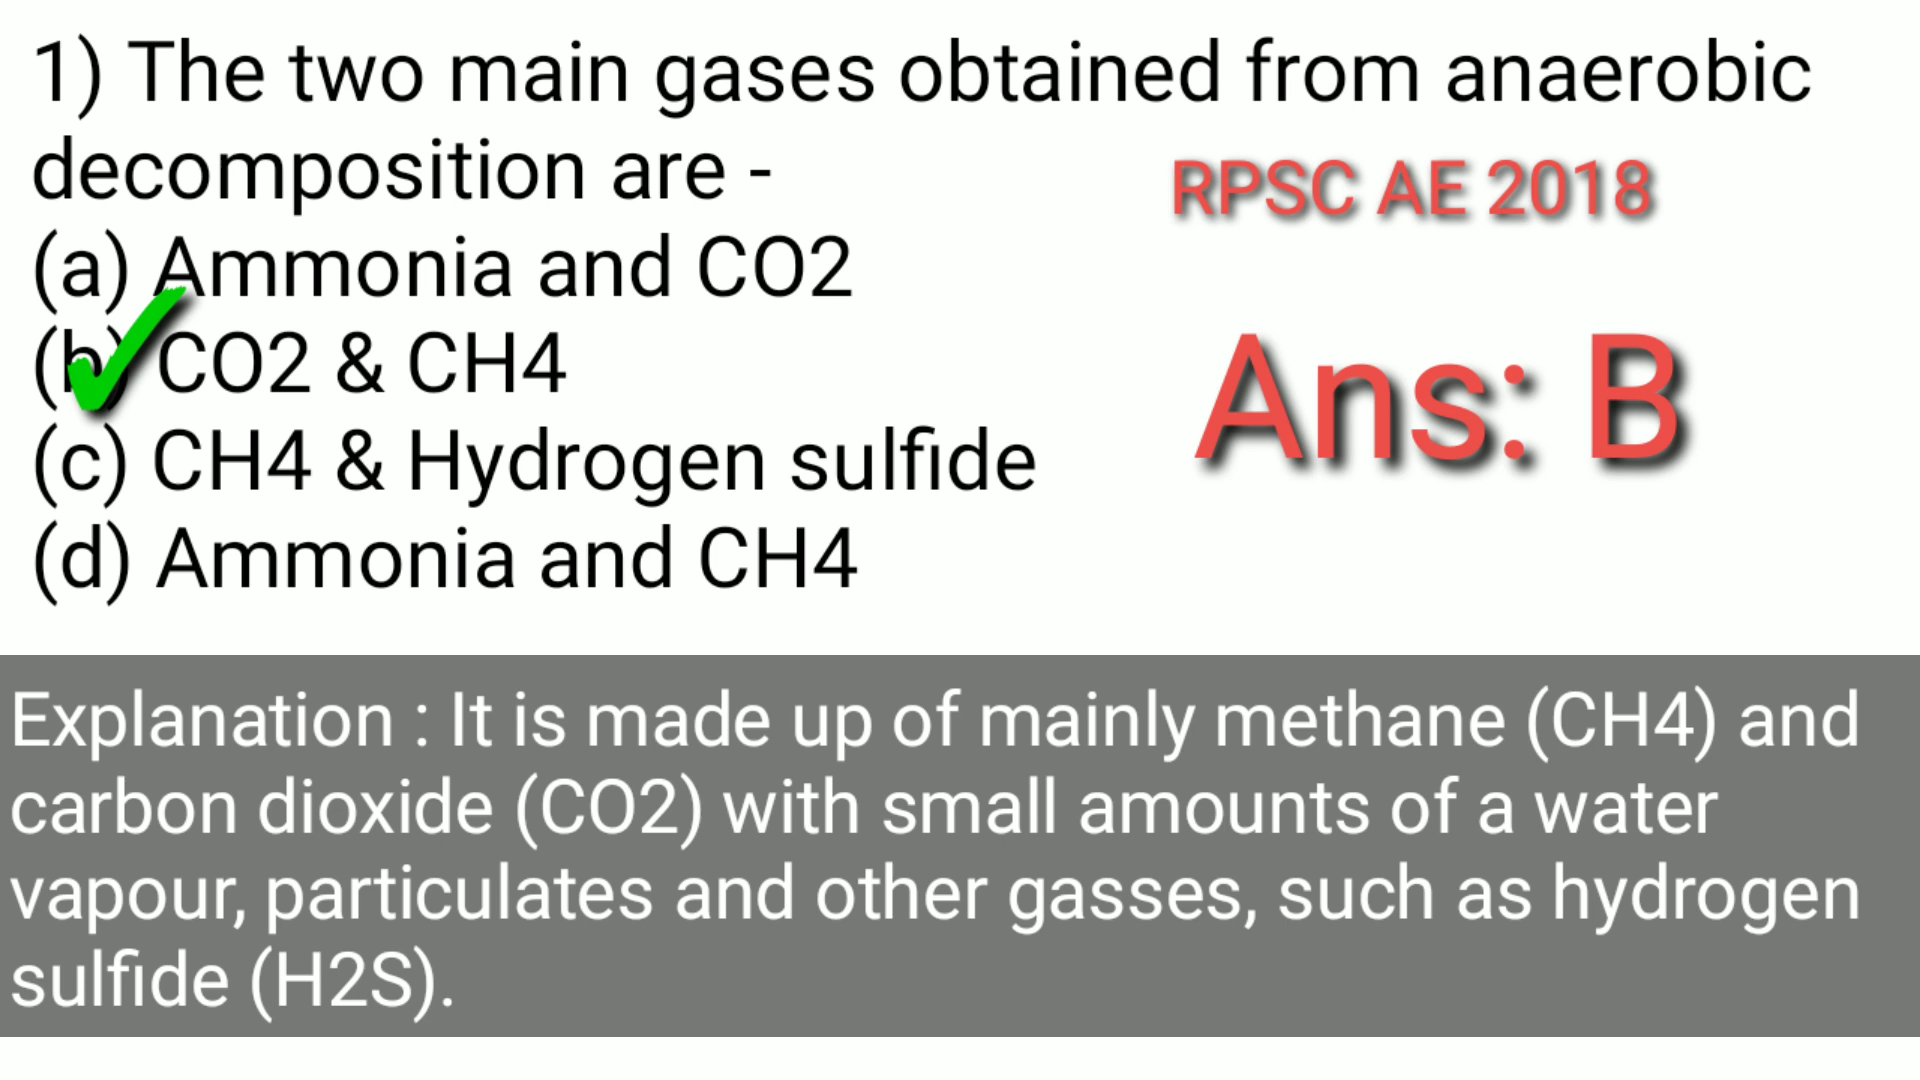 1) The two main gases obtained from anaerobic
decomposition are -
RPSC AE 2018
(a) Ammonia and CO2
(b) CO2 & CH4
Ans: B
(c) CH4 & Hydrogen sulfide
(d) Ammonia and CH4
Explanation : It is made up of mainly methane (CH4) and
carbon dioxide (CO2) with small amounts of a water
vapour, particulates and other gasses, such as hydrogen
sulfide (H2S).